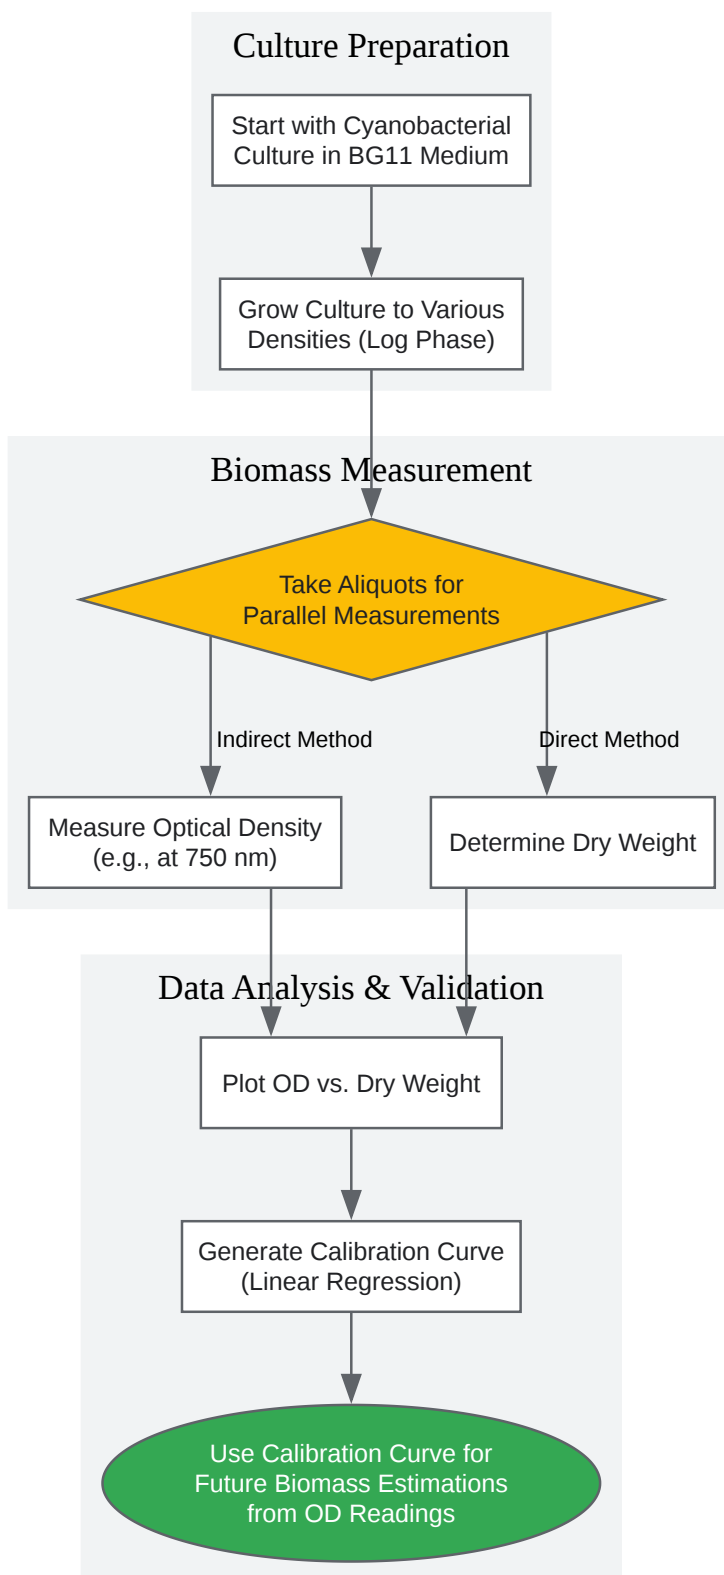 Culture Preparation
Start with Cyanobacterial
Culture in BG11 Medium
Grow Culture to Various
Densities (Log Phase)
Biomass Measurement
Take Aliquots for
Parallel Measurements
Indirect Method
Direct Method
Measure Optical Density
(e.g., at 750 nm)
Determine Dry Weight
Data Analysis & Validation
Plot OD vs. Dry Weight
Generate Calibration Curve
(Linear Regression)
Use Calibration Curve for
Future Biomass Estimations
from OD Readings